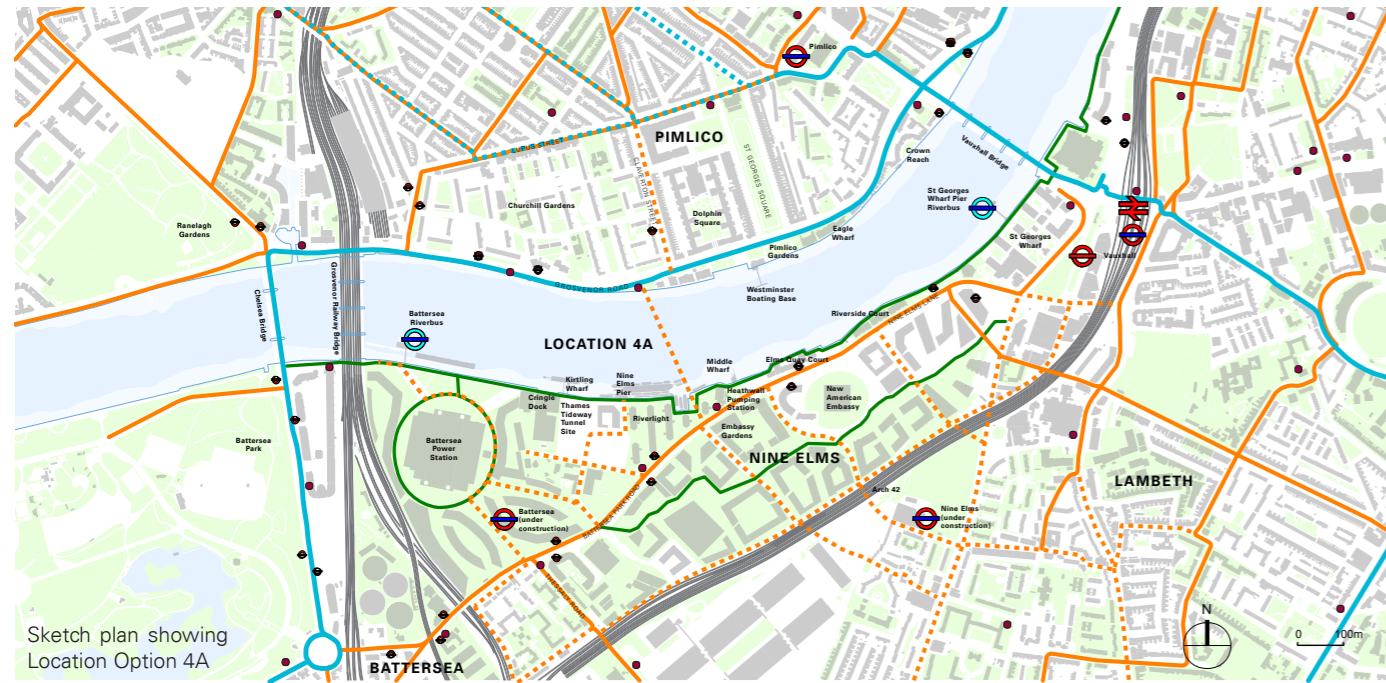 Pimlico
PIMLICO
LUPUS STREET
CLAVERTON STREET
ST GEORGES SQUARE
Crown
Reach
Vauxhall Bridge
St Georges
Wharf Pier
Riverbus
Churchill Gardens
Dolphin
Square
Ranelagh
Gardens
Eagle
Wharf
St Georges
Wharf
Pimlico
Gardens
Vauxhall
Grosvenor Railway Bridge
Chelsea Bridge
GROSVENOR ROAD
Westminster
Boating Base
NINE ELMS LANE
Battersea
Riverbus
Riverside Court
LOCATION 4A
Middle
Wharf
Elms Quay Court
Kirtling
Wharf
Nine
Elms
Pier
Cringle
Dock
Thames
Tideway
Tunnel
Site
Riverlight
Heathwall
Pumping
Station
New
American
Embassy
Embassy
Gardens
Battersea
Park
Battersea
Power
Station
NINE ELMS
LAMBETH
Arch 42
BATTERSEA PARK ROAD
Battersea
(under
construction)
Nine Elms
(under
construction)
THESSALY ROAD
N
0 100m
Sketch plan showing
Location Option 4A
BATTERSEA